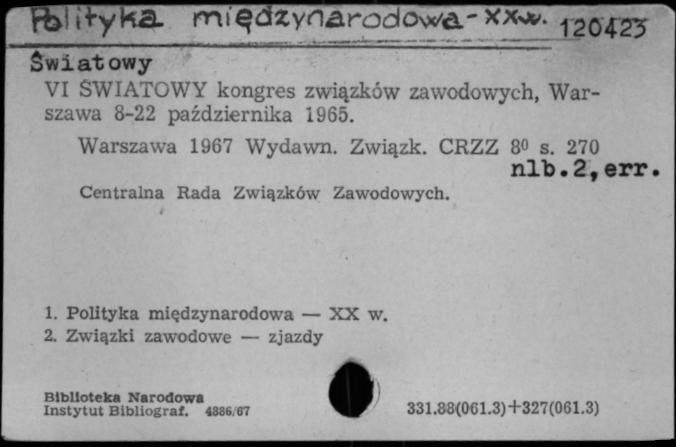 Polityka międzynarodowa - XX w. 120423
Światowy
VI ŚWIATOWY kongres związków zawodowych, War-
szawa 8-22 października 1965.
Warszawa 1967 Wydawn. Związk. CRZZ 8⁰ s. 270
nlb.2, err.
Centralna Rada Związków Zawodowych.
1. Polityka międzynarodowa — XX w.
2. Związki zawodowe — zjazdy
Biblioteka Narodowa
Instytut Bibliograf. 4886/67
331.88(061.3)+327(061.3)